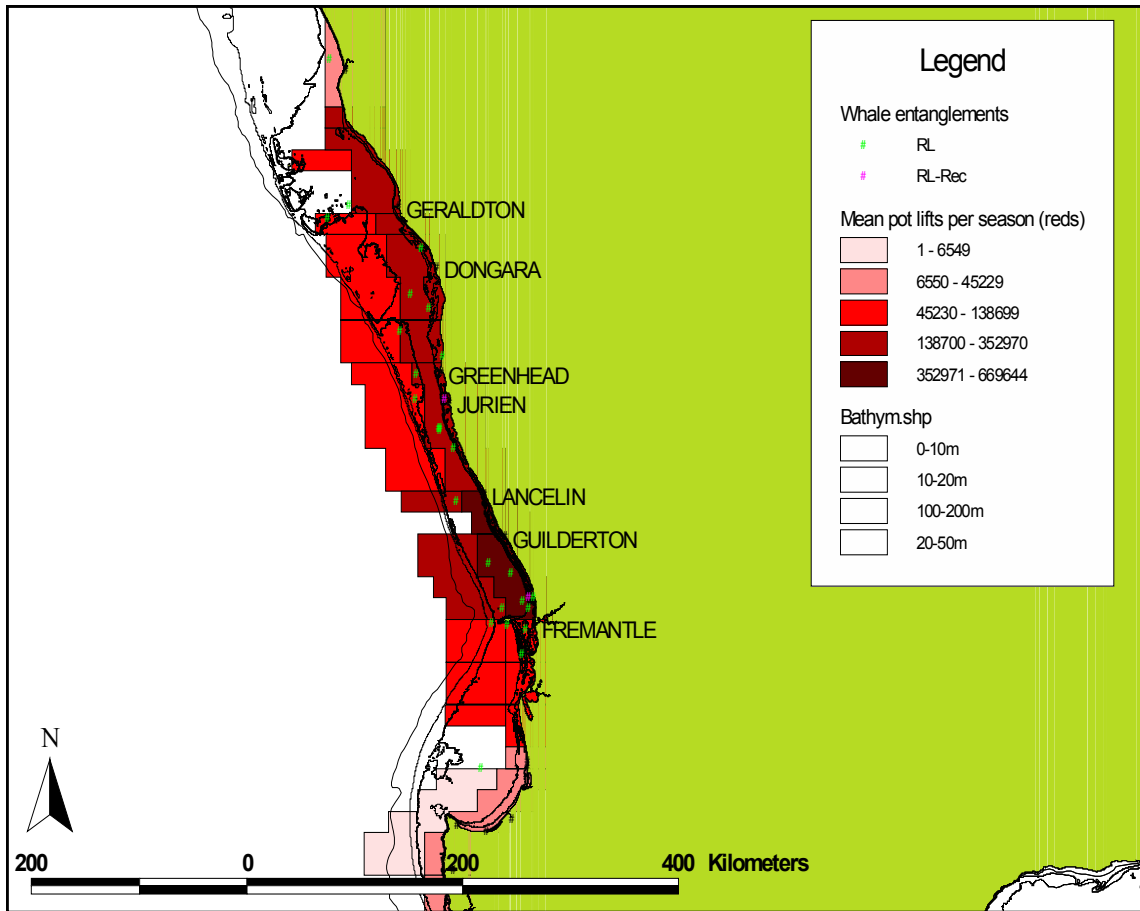 Legend
Whale entanglements
# RL
# RL-Rec
Mean pot lifts per season (reds)
1 - 6549
6550 - 45229
45230 - 138699
138700 - 352970
352971 - 669644
Bathym.shp
0-10m
10-20m
100-200m
20-50m
GERALDTON
DONGARA
GREENHEAD
JURIEN
LANCELIN
GUILDERTON
FREMANTLE
N
200 0 200 400 Kilometers